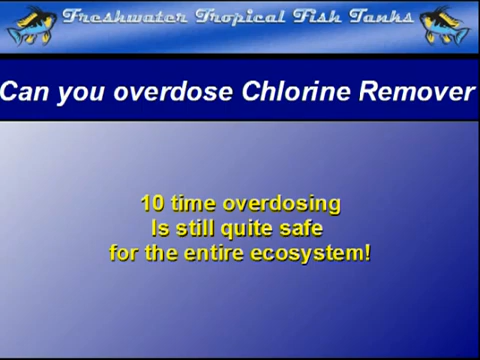 Freshwater Tropical Fish Tanks
Can you overdose Chlorine Remover
10 time overdosing
Is still quite safe
for the entire ecosystem!